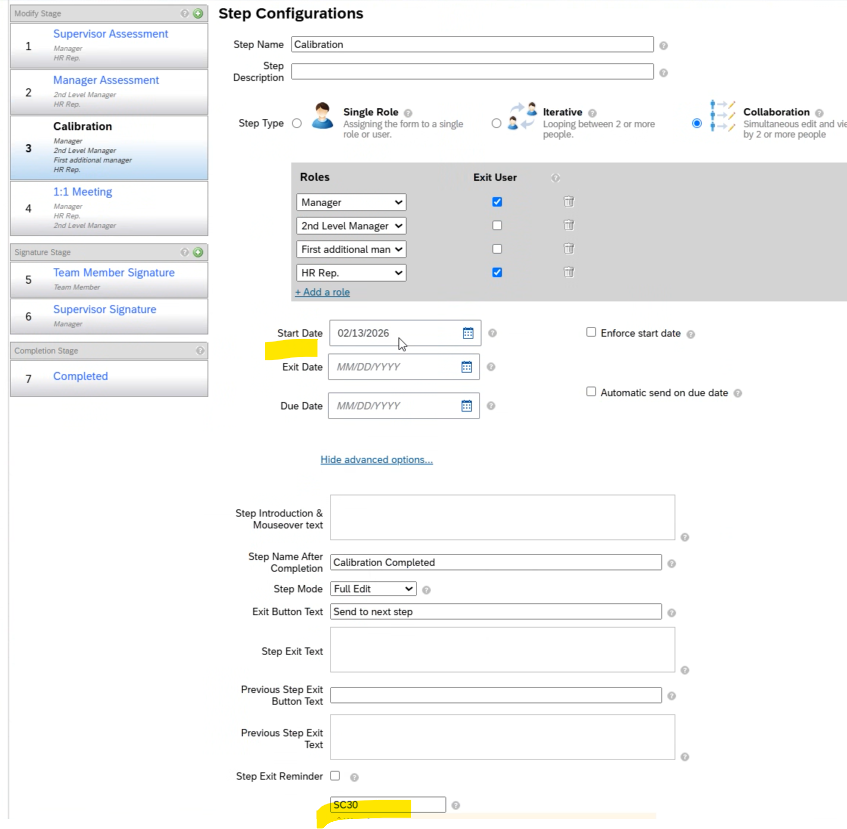 Modify Stage
1
Supervisor Assessment
Manager
HR Rep.
2
Manager Assessment
2nd Level Manager
HR Rep.
3
Calibration
Manager
2nd Level Manager
First additional manager
HR Rep.
4
1:1 Meeting
Manager
HR Rep.
2nd Level Manager
Signature Stage
5
Team Member Signature
Team Member
6
Supervisor Signature
Manager
Completion Stage
7
Completed
Step Configurations
Step Name Calibration
Step
Description
Step Type
Single Role
Assigning the form to a single
role or user.
Iterative
Looping between 2 or more
people.
Collaboration
Simultaneous edit and vie
by 2 or more people
Roles Exit User
Manager
2nd Level Manager
First additional man
HR Rep.
+ Add a role
Start Date 02/13/2026 Enforce start date
Exit Date MM/DD/YYYY
Due Date MM/DD/YYYY Automatic send on due date
Hide advanced options...
Step Introduction &
Mouseover text
Step Name After
Completion
Calibration Completed
Step Mode Full Edit
Exit Button Text Send to next step
Step Exit Text
Previous Step Exit
Button Text
Previous Step Exit
Text
Step Exit Reminder
SC30